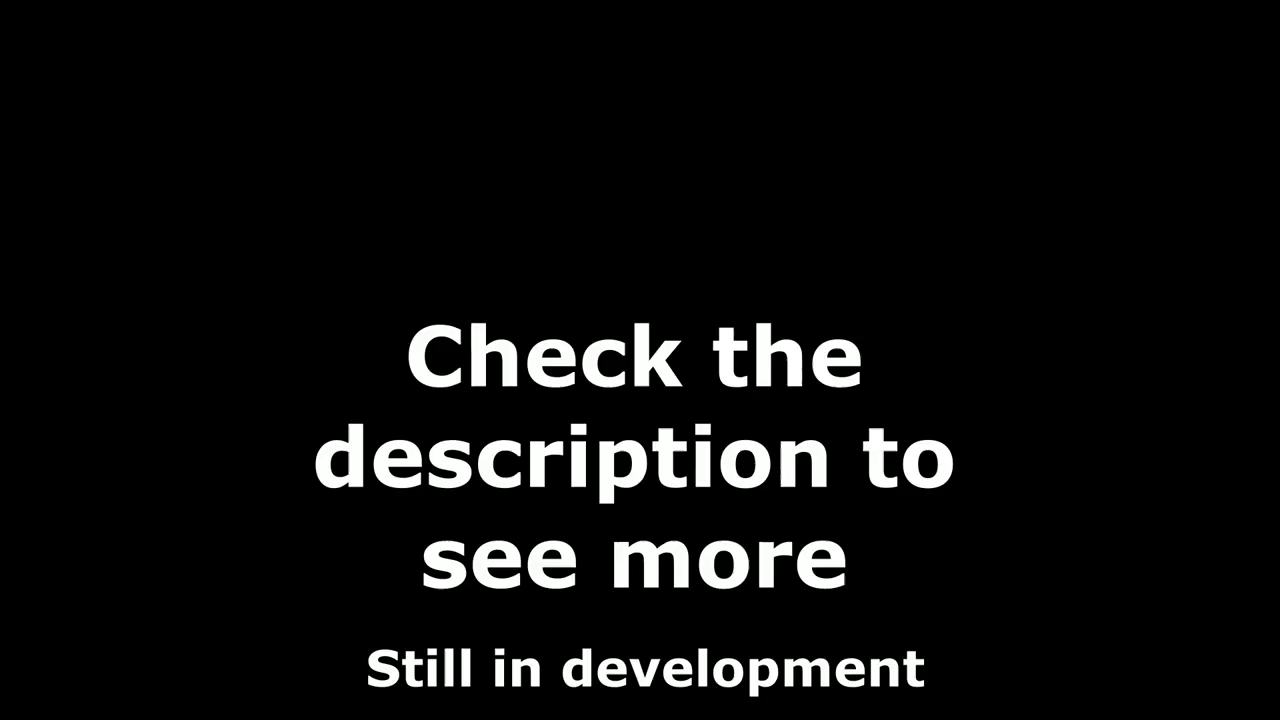 Check the
description to
see more
Still in development